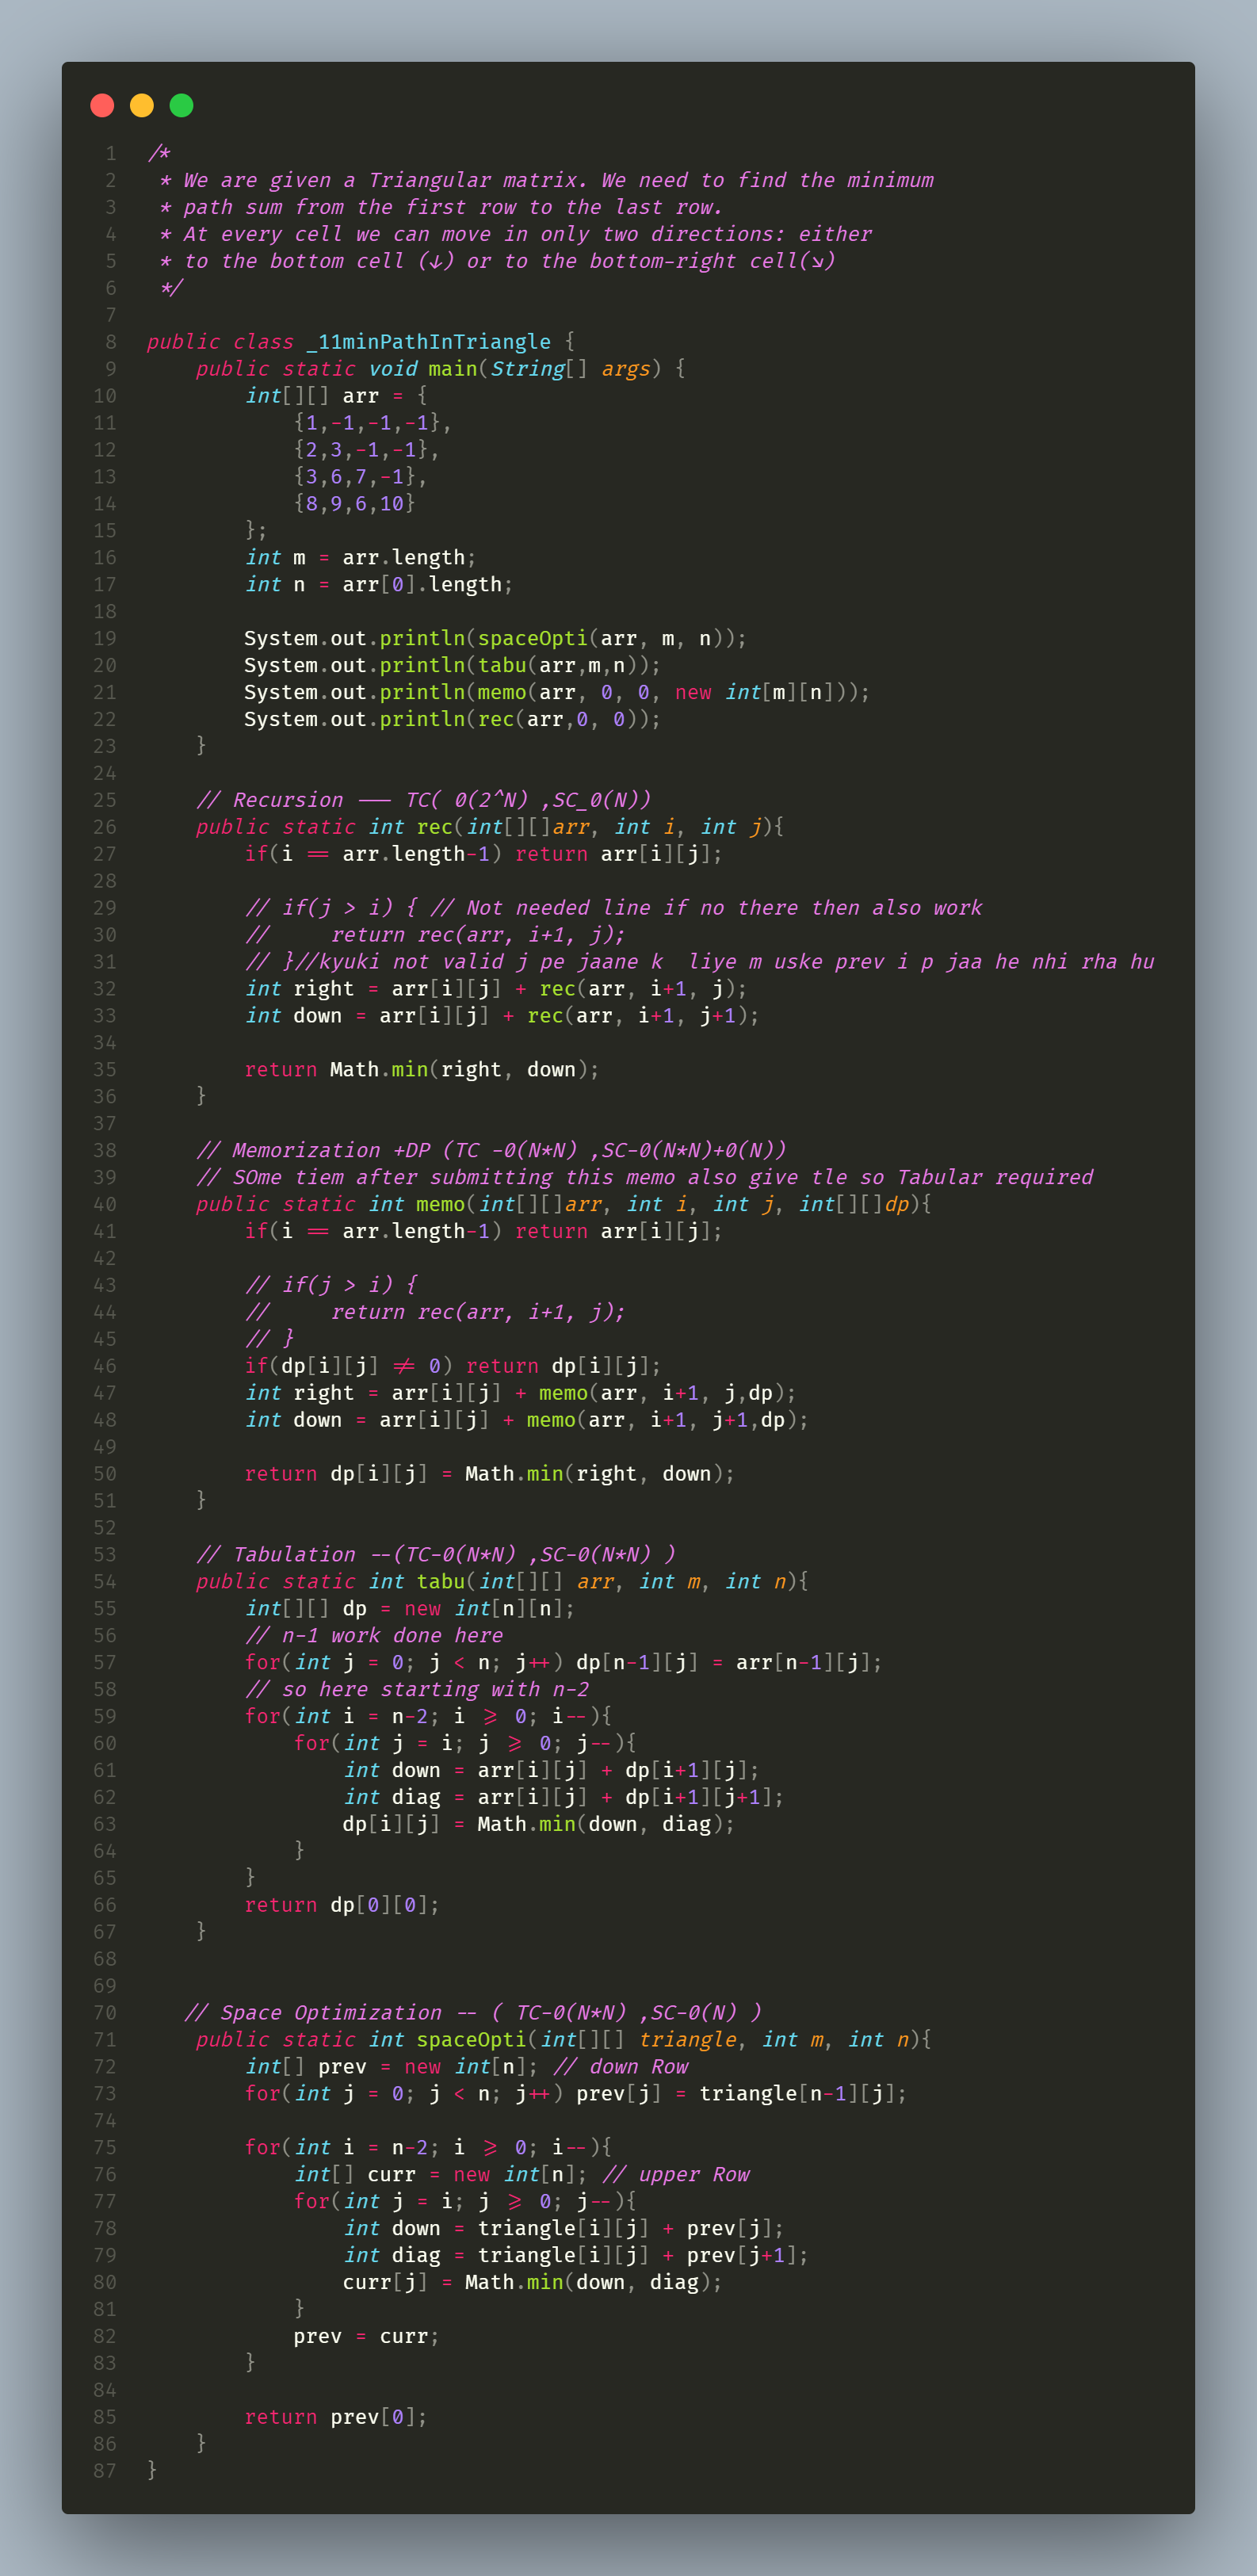 1 /*
2  * We are given a Triangular matrix. We need to find the minimum
3  * path sum from the first row to the last row.
4  * At every cell we can move in only two directions: either
5  * to the bottom cell (↓) or to the bottom-right cell(↘)
6  */
7
8 public class _11minPathInTriangle {
9     public static void main(String[] args) {
10         int[][] arr = {
11             {1,-1,-1,-1},
12             {2,3,-1,-1},
13             {3,6,7,-1},
14             {8,9,6,10}
15         };
16         int m = arr.length;
17         int n = arr[0].length;
18
19         System.out.println(spaceOpti(arr, m, n));
20         System.out.println(tabu(arr,m,n));
21         System.out.println(memo(arr, 0, 0, new int[m][n]));
22         System.out.println(rec(arr,0, 0));
23     }
24
25     // Recursion --- TC( 0(2^N) ,SC_0(N))
26     public static int rec(int[][]arr, int i, int j){
27         if(i == arr.length-1) return arr[i][j];
28
29         // if(j > i) { // Not needed line if no there then also work
30         //     return rec(arr, i+1, j);
31         // }//kyuki not valid j pe jaane k  liye m uske prev i p jaa he nhi rha hu
32         int right = arr[i][j] + rec(arr, i+1, j);
33         int down = arr[i][j] + rec(arr, i+1, j+1);
34
35         return Math.min(right, down);
36     }
37
38     // Memorization +DP (TC -0(N*N) ,SC-0(N*N)+0(N))
39     // SOme tiem after submitting this memo also give tle so Tabular required
40     public static int memo(int[][]arr, int i, int j, int[][]dp){
41         if(i == arr.length-1) return arr[i][j];
42
43         // if(j > i) {
44         //     return rec(arr, i+1, j);
45         // }
46         if(dp[i][j] != 0) return dp[i][j];
47         int right = arr[i][j] + memo(arr, i+1, j,dp);
48         int down = arr[i][j] + memo(arr, i+1, j+1,dp);
49
50         return dp[i][j] = Math.min(right, down);
51     }
52
53     // Tabulation --(TC-0(N*N) ,SC-0(N*N) )
54     public static int tabu(int[][] arr, int m, int n){
55         int[][] dp = new int[n][n];
56         // n-1 work done here
57         for(int j = 0; j < n; j++) dp[n-1][j] = arr[n-1][j];
58         // so here starting with n-2
59         for(int i = n-2; i >= 0; i--){
60             for(int j = i; j >= 0; j--){
61                 int down = arr[i][j] + dp[i+1][j];
62                 int diag = arr[i][j] + dp[i+1][j+1];
63                 dp[i][j] = Math.min(down, diag);
64             }
65         }
66         return dp[0][0];
67     }
68
69
70    // Space Optimization -- ( TC-0(N*N) ,SC-0(N) )
71     public static int spaceOpti(int[][] triangle, int m, int n){
72         int[] prev = new int[n]; // down Row
73         for(int j = 0; j < n; j++) prev[j] = triangle[n-1][j];
74
75         for(int i = n-2; i >= 0; i--){
76             int[] curr = new int[n]; // upper Row
77             for(int j = i; j >= 0; j--){
78                 int down = triangle[i][j] + prev[j];
79                 int diag = triangle[i][j] + prev[j+1];
80                 curr[j] = Math.min(down, diag);
81             }
82             prev = curr;
83         }
84
85         return prev[0];
86     }
87 }